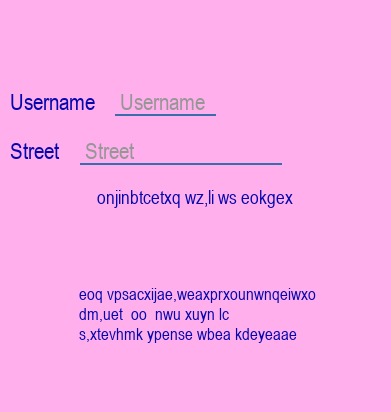 Username Username
Street Street
onjinbtcetxq wz,li ws eokgex
eoq vpsacxijae,weaxprxounwnqeiwxo
dm,uet  oo  nwu xuyn lc
s,xtevhmk ypense wbea kdeyeaae